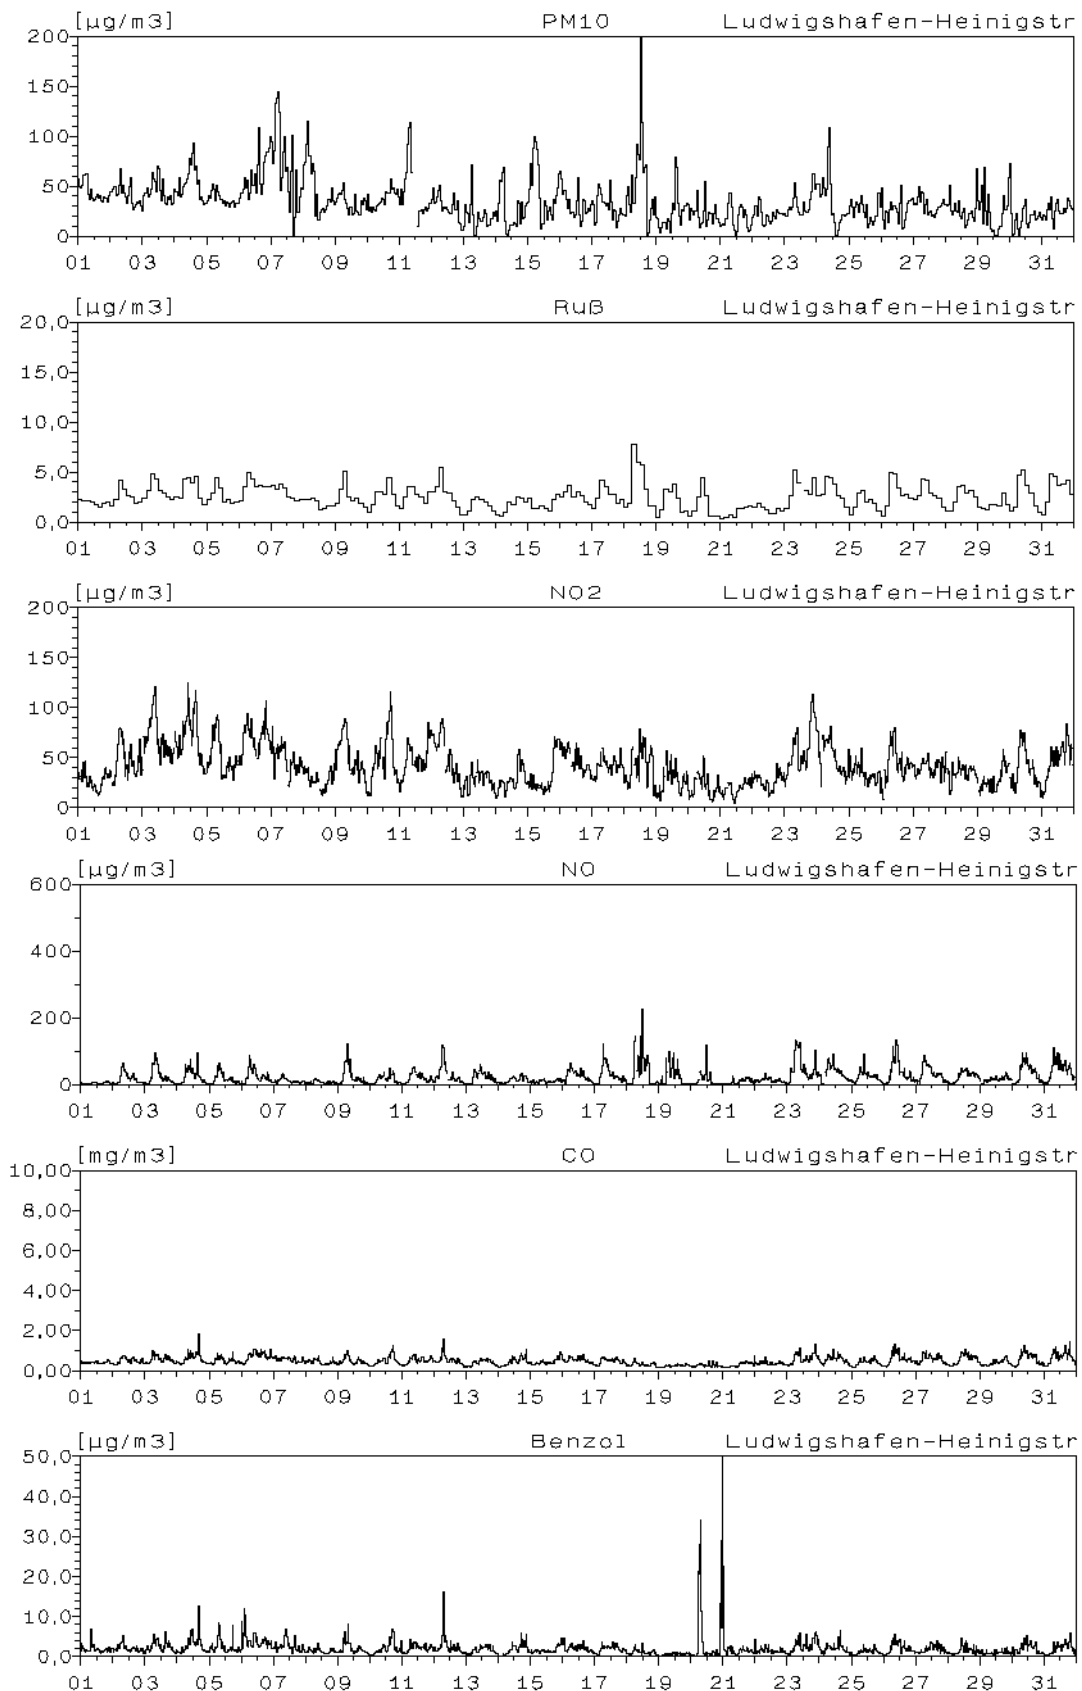 [µg/m3] PM10 Ludwigshafen-Heinigstr
200
150
100
50
0
01 03 05 07 09 11 13 15 17 19 21 23 25 27 29 31
[µg/m3] Ruß Ludwigshafen-Heinigstr
20,0
15,0
10,0
5,0
0,0
01 03 05 07 09 11 13 15 17 19 21 23 25 27 29 31
[µg/m3] NO2 Ludwigshafen-Heinigstr
200
150
100
50
0
01 03 05 07 09 11 13 15 17 19 21 23 25 27 29 31
[µg/m3] NO Ludwigshafen-Heinigstr
600
400
200
0
01 03 05 07 09 11 13 15 17 19 21 23 25 27 29 31
[mg/m3] CO Ludwigshafen-Heinigstr
10,00
8,00
6,00
4,00
2,00
0,00
01 03 05 07 09 11 13 15 17 19 21 23 25 27 29 31
[µg/m3] Benzol Ludwigshafen-Heinigstr
50,0
40,0
30,0
20,0
10,0
0,0
01 03 05 07 09 11 13 15 17 19 21 23 25 27 29 31